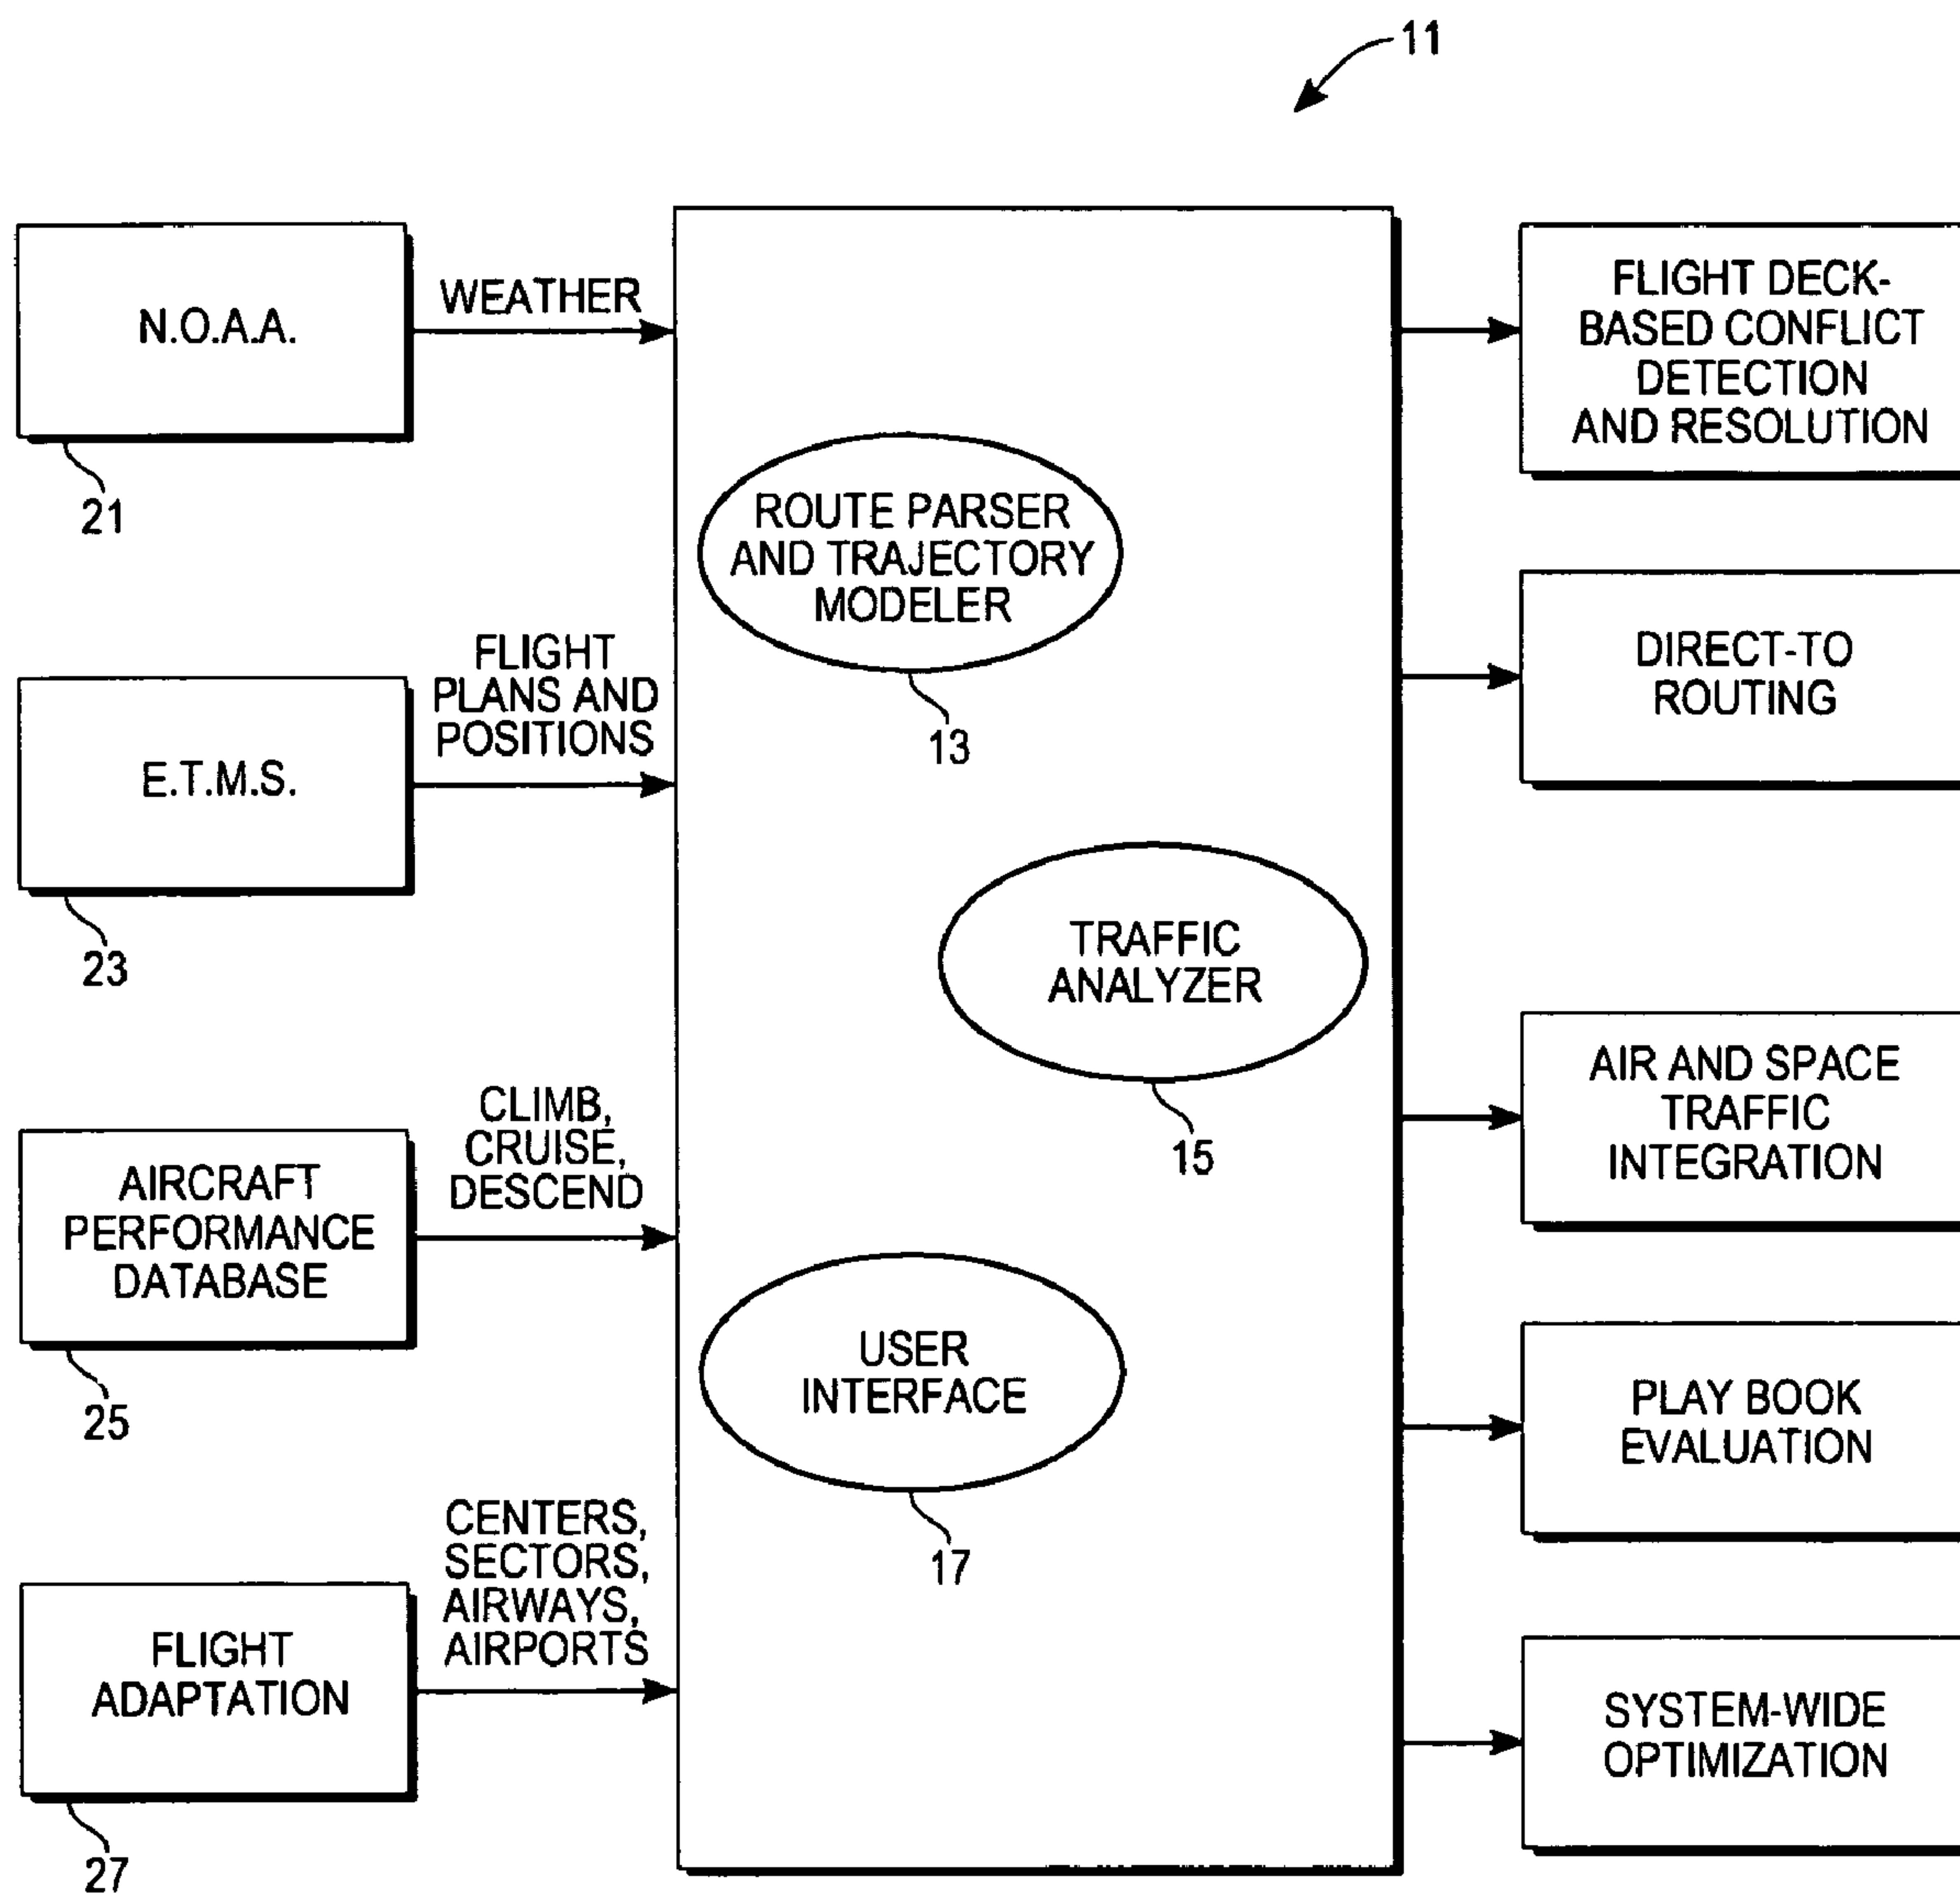 11
N.O.A.A.
21
WEATHER
E.T.M.S.
23
FLIGHT
PLANS AND
POSITIONS
AIRCRAFT
PERFORMANCE
DATABASE
25
CLIMB,
CRUISE,
DESCEND
FLIGHT
ADAPTATION
27
CENTERS,
SECTORS,
AIRWAYS,
AIRPORTS
ROUTE PARSER
AND TRAJECTORY
MODELER
13
TRAFFIC
ANALYZER
15
USER
INTERFACE
17
FLIGHT DECK-
BASED CONFLICT
DETECTION
AND RESOLUTION
DIRECT-TO
ROUTING
AIR AND SPACE
TRAFFIC
INTEGRATION
PLAY BOOK
EVALUATION
SYSTEM-WIDE
OPTIMIZATION